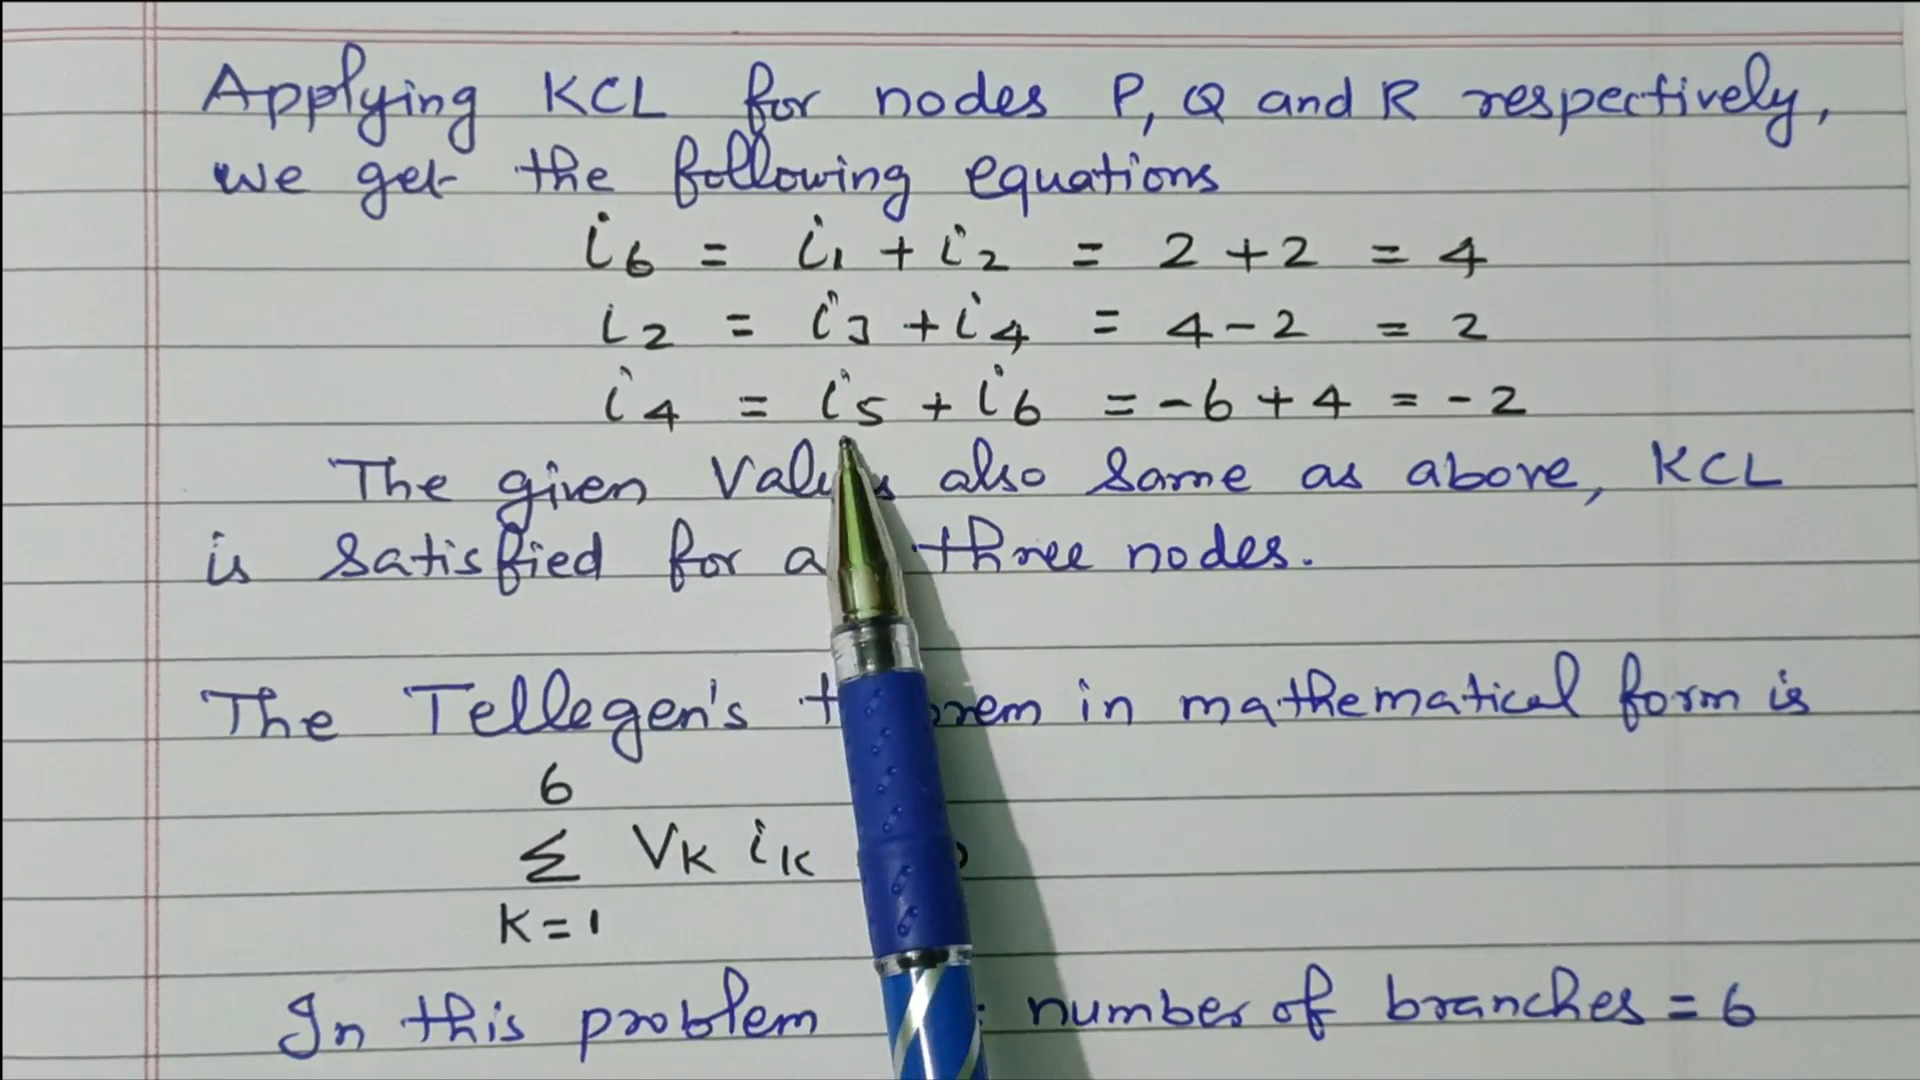 Applying KCL for nodes P, Q and R respectively,
we get the following equations
i6 = i1 + i2 = 2 + 2 = 4
i2 = i3 + i4 = 4 - 2 = 2
i4 = i5 + i6 = -6 + 4 = -2
The given also same as above, KCL
is satisfied for three nodes.
The Tellegen's in mathematical form is
6
Σ Vk ik
K = 1
In this problem number of branches = 6